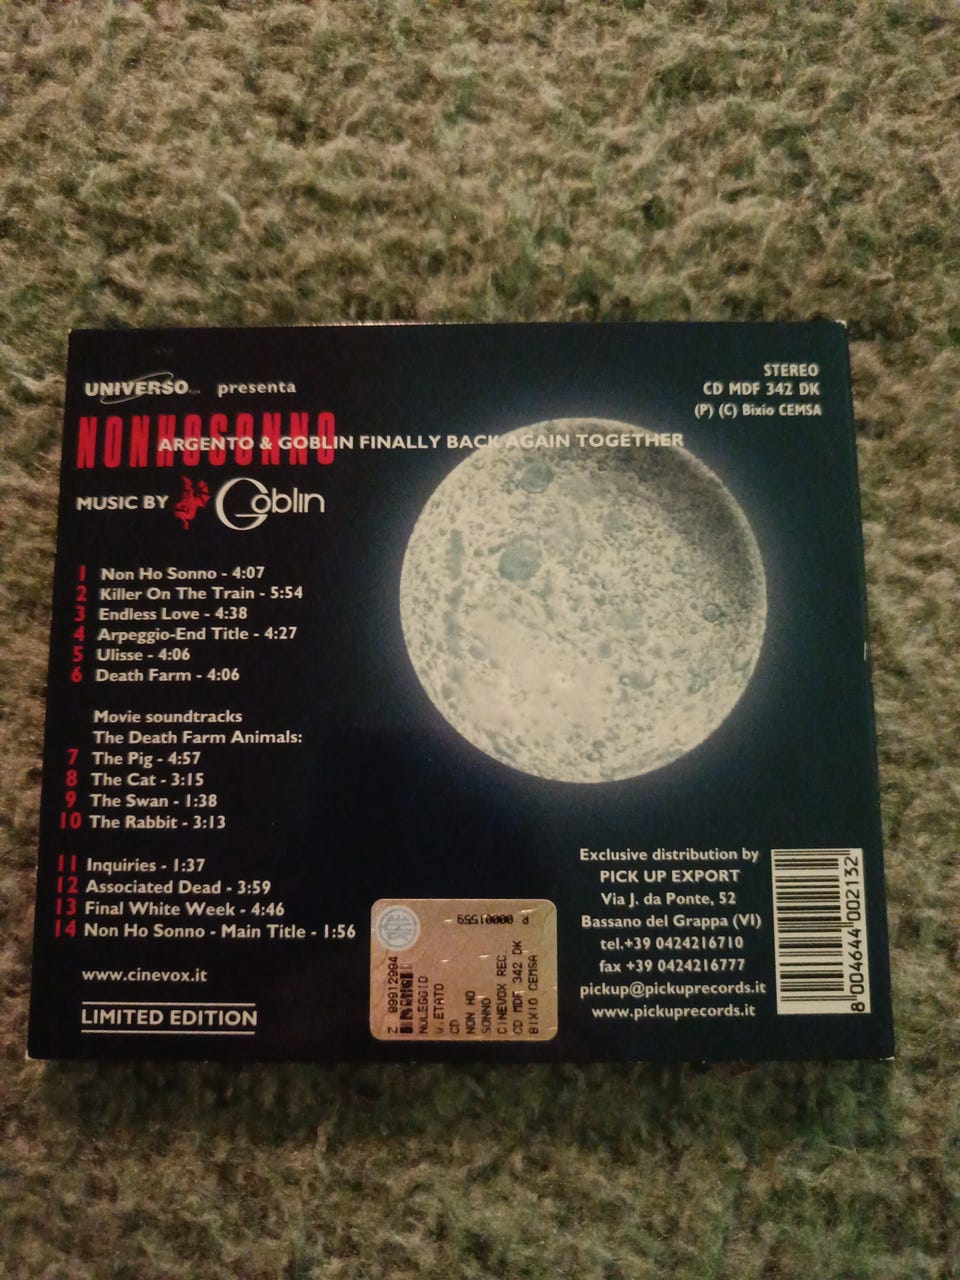 UNIVERSO presenta
STEREO
CD MDF 342 DK
(P) (C) Bixio CEMSA
NONHOSONNO
ARGENTO & GOBLIN FINALLY BACK AGAIN TOGETHER
MUSIC BY Goblin
1 Non Ho Sonno - 4:07
2 Killer On The Train - 5:54
3 Endless Love - 4:38
4 Arpeggio-End Title - 4:27
5 Ulisse - 4:06
6 Death Farm - 4:06
Movie soundtracks
The Death Farm Animals:
7 The Pig - 4:57
8 The Cat - 3:15
9 The Swan - 1:38
10 The Rabbit - 3:13
11 Inquiries - 1:37
12 Associated Dead - 3:59
13 Final White Week - 4:46
14 Non Ho Sonno - Main Title - 1:56
www.cinevox.it
LIMITED EDITION
R 00001559
Z 89912994
NOLEGGIO
VIETATO
CD
NON HO
SONNO
CINEVOX REC
CD MDF 342 DK
BIXIO CEMSA
Exclusive distribution by
PICK UP EXPORT
Via J. da Ponte, 52
Bassano del Grappa (VI)
tel.+39 0424216710
fax +39 0424216777
pickup@pickuprecords.it
www.pickuprecords.it
8 004644 002132